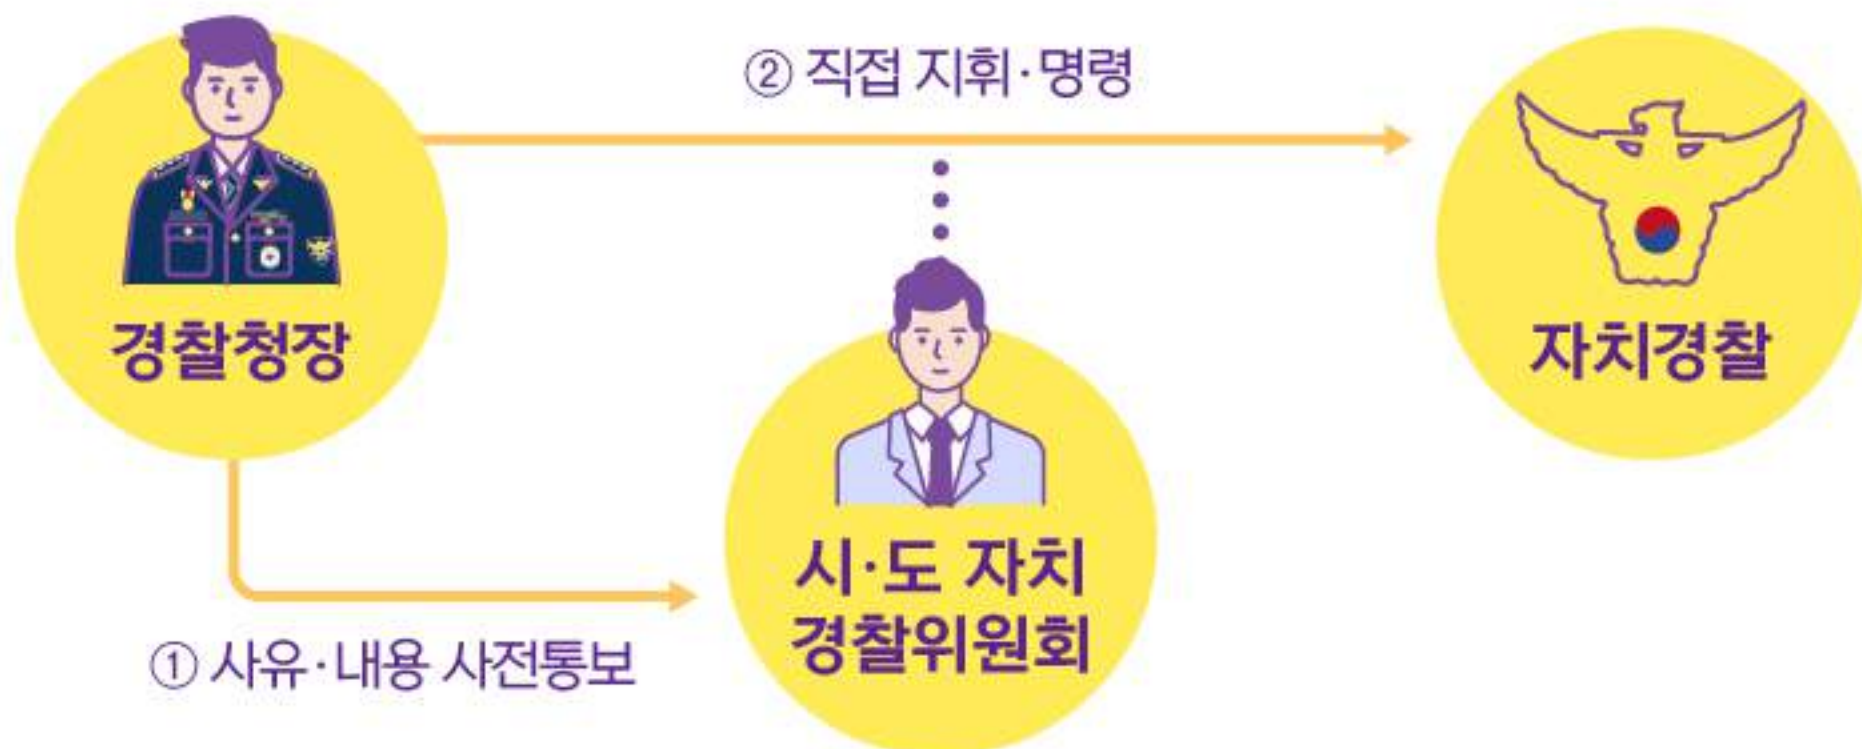 ② 직접 지휘·명령
경찰청장
자치경찰
시·도 자치
경찰위원회
① 사유·내용 사전통보